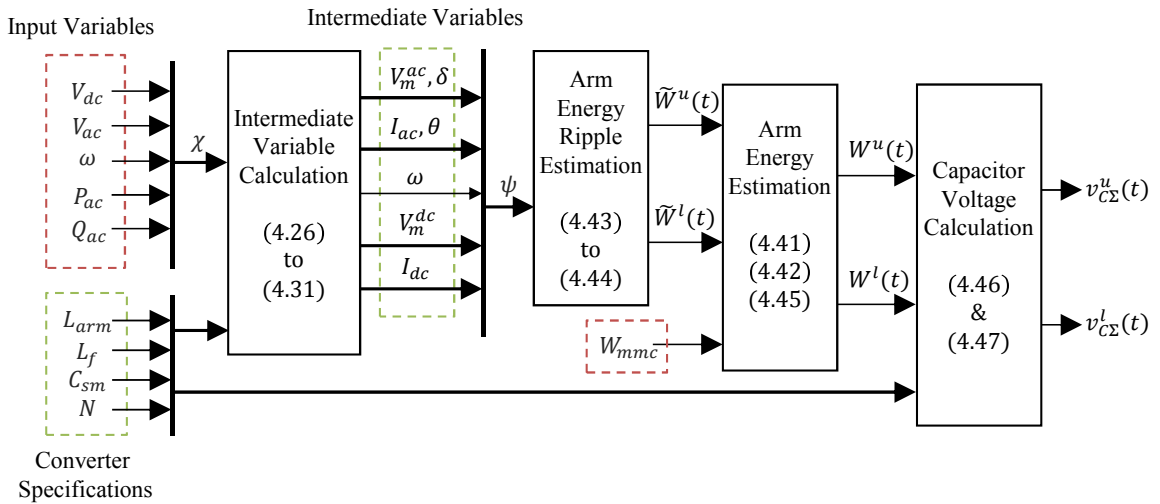 Input Variables
V_dc
V_ac
ω
P_ac
Q_ac
χ
L_arm
L_f
C_sm
N
Converter
Specifications
Intermediate
Variable
Calculation
(4.26)
to
(4.31)
Intermediate Variables
V_m^ac, δ
I_ac, θ
ω
V_m^dc
I_dc
ψ
Arm
Energy
Ripple
Estimation
(4.43)
to
(4.44)
W̃^u(t)
W̃^l(t)
W_mmc
Arm
Energy
Estimation
(4.41)
(4.42)
(4.45)
W^u(t)
W^l(t)
Capacitor
Voltage
Calculation
(4.46)
&
(4.47)
v_CΣ^u(t)
v_CΣ^l(t)